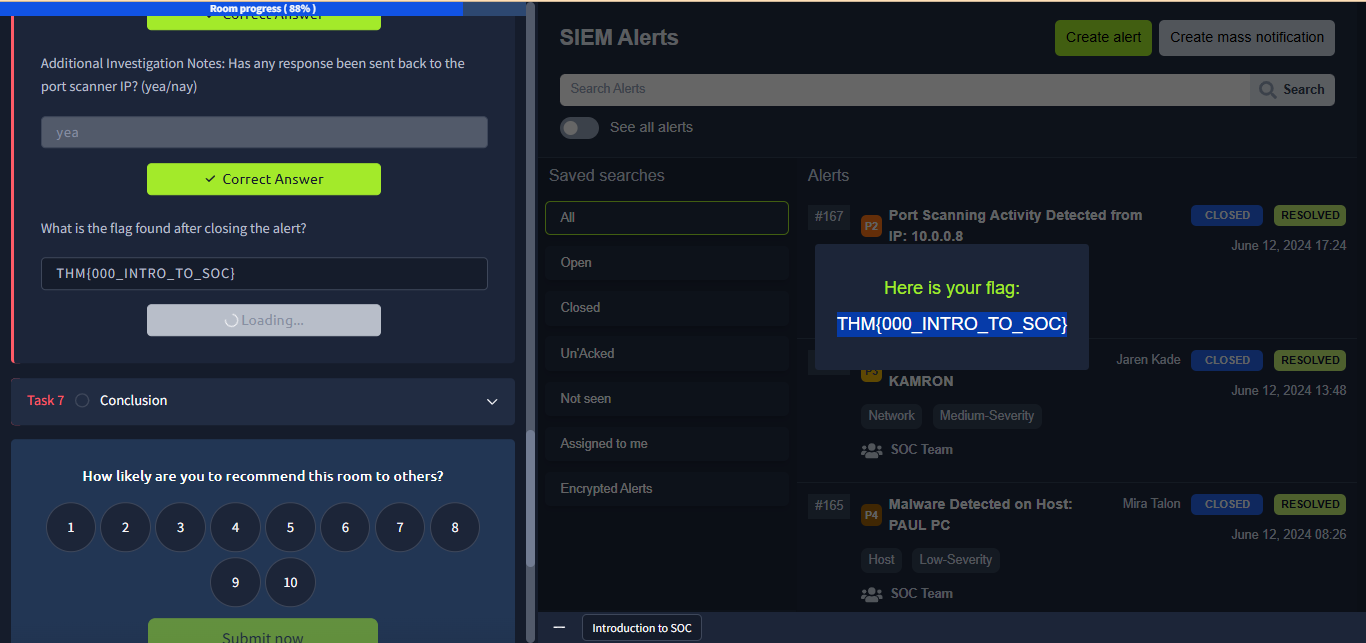 Room progress ( 88% )
Correct Answer
Additional Investigation Notes: Has any response been sent back to the
port scanner IP? (yea/nay)
yea
Correct Answer
What is the flag found after closing the alert?
THM{000_INTRO_TO_SOC}
Loading...
Task 7
Conclusion
How likely are you to recommend this room to others?
1 2 3 4 5 6 7 8
9 10
Submit now
SIEM Alerts
Create alert
Create mass notification
Search Alerts
Search
See all alerts
Saved searches
All
Open
Closed
Un'Acked
Not seen
Assigned to me
Encrypted Alerts
Alerts
#167
P2
Port Scanning Activity Detected from
IP: 10.0.0.8
CLOSED
RESOLVED
June 12, 2024 17:24
Here is your flag:
THM{000_INTRO_TO_SOC}
P3
KAMRON
Jaren Kade
CLOSED
RESOLVED
June 12, 2024 13:48
Network
Medium-Severity
SOC Team
#165
P4
Malware Detected on Host:
PAUL PC
Mira Talon
CLOSED
RESOLVED
June 12, 2024 08:26
Host
Low-Severity
SOC Team
Introduction to SOC